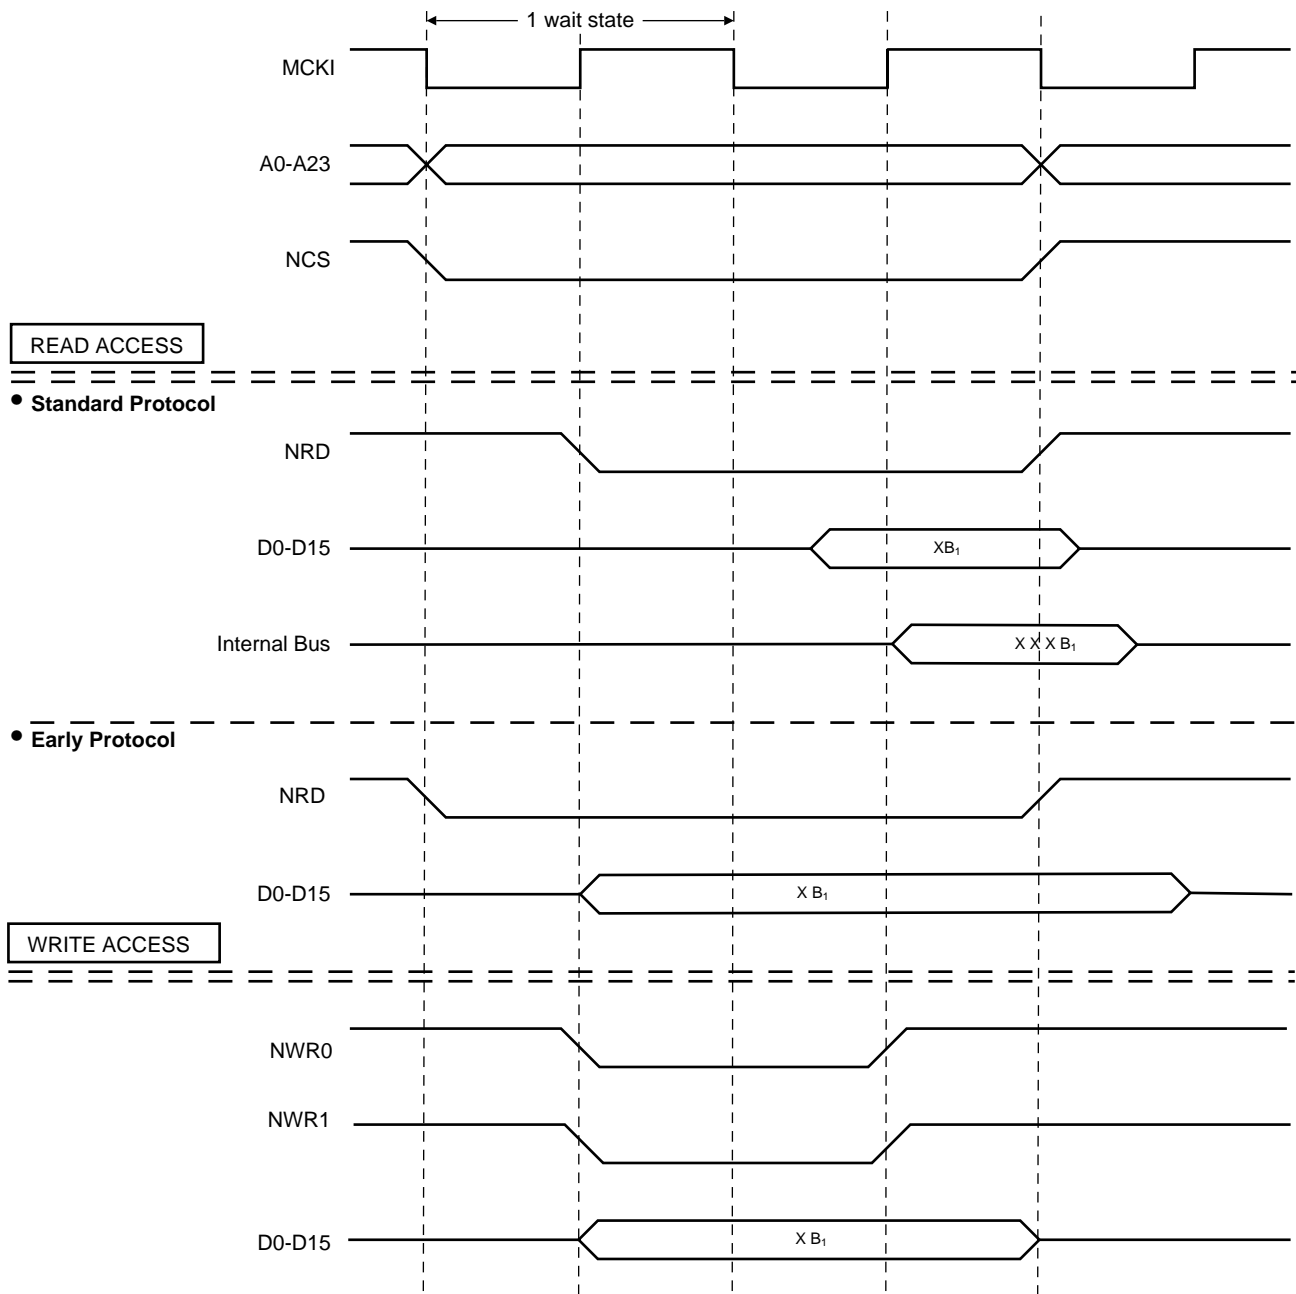 1 wait state
MCKI
A0-A23
NCS
READ ACCESS
• Standard Protocol
NRD
D0-D15
XB₁
Internal Bus
X X X B₁
• Early Protocol
NRD
D0-D15
X B₁
WRITE ACCESS
NWR0
NWR1
D0-D15
X B₁